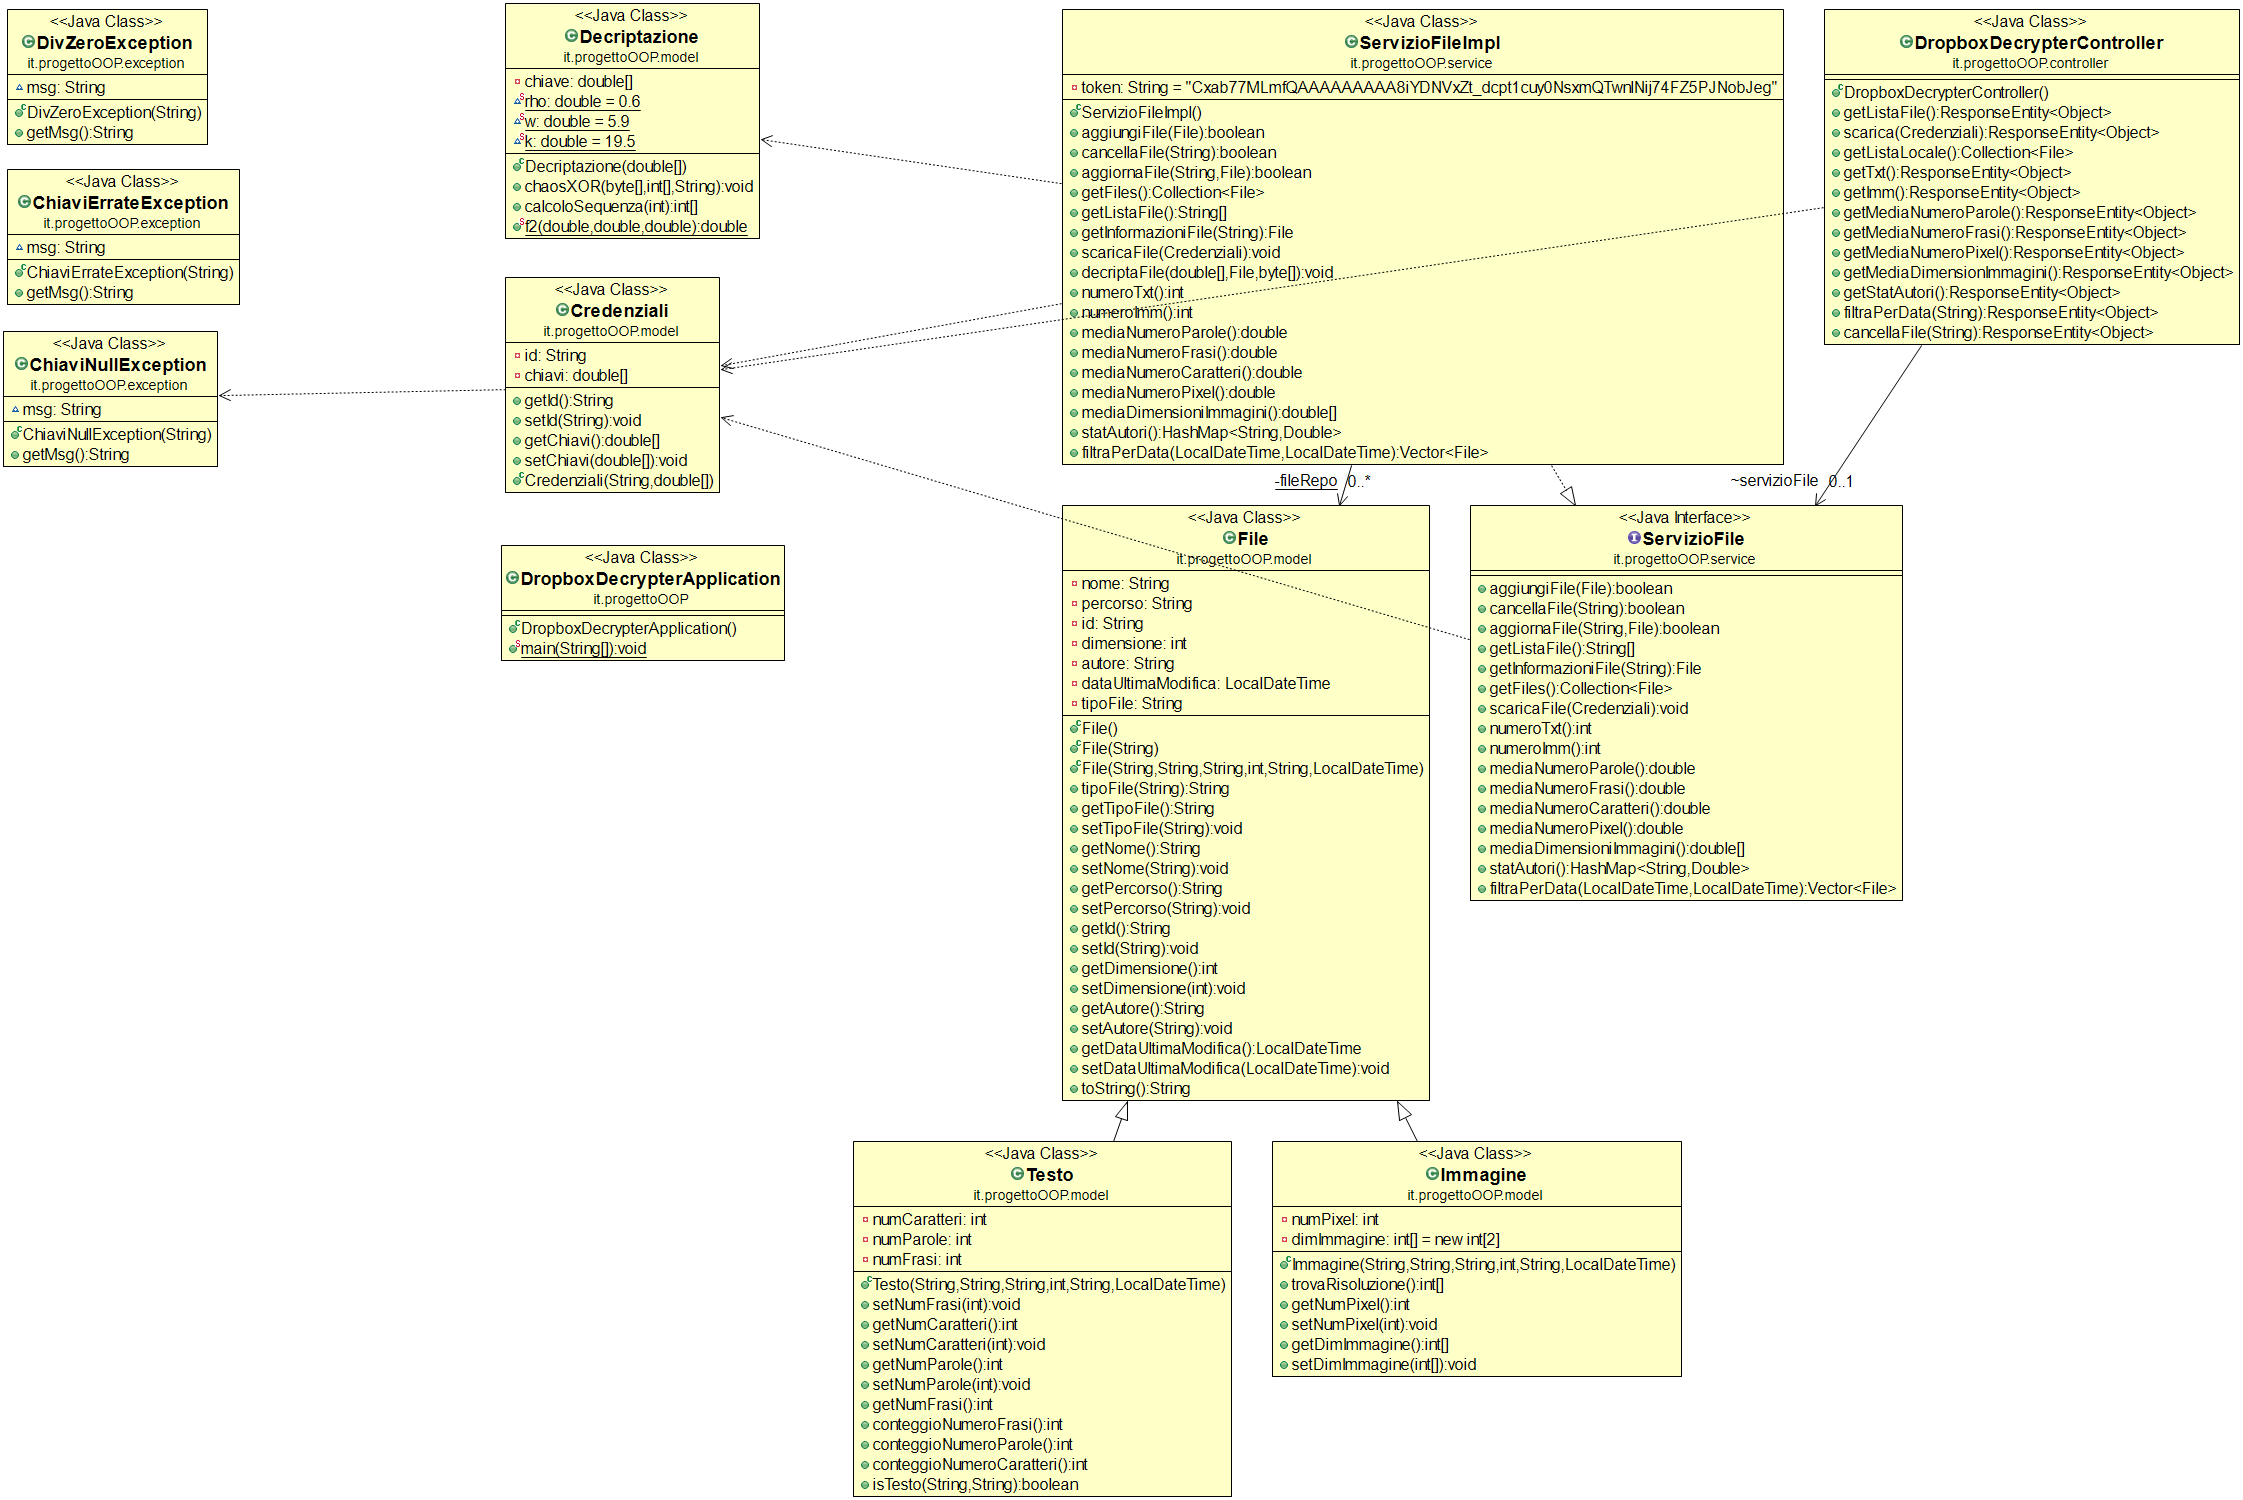 <<Java Class>>
DivZeroException
it.progettoOOP.exception
msg: String
DivZeroException(String)
getMsg():String
<<Java Class>>
ChiaviErrateException
it.progettoOOP.exception
msg: String
ChiaviErrateException(String)
getMsg():String
<<Java Class>>
ChiaviNullException
it.progettoOOP.exception
msg: String
ChiaviNullException(String)
getMsg():String
<<Java Class>>
Decriptazione
it.progettoOOP.model
chiave: double[]
rho: double = 0.6
w: double = 5.9
k: double = 19.5
Decriptazione(double[])
chaosXOR(byte[],int[],String):void
calcoloSequenza(int):int[]
f2(double,double,double):double
<<Java Class>>
Credenziali
it.progettoOOP.model
id: String
chiavi: double[]
getId():String
setId(String):void
getChiavi():double[]
setChiavi(double[]):void
Credenziali(String,double[])
<<Java Class>>
DropboxDecrypterApplication
it.progettoOOP
DropboxDecrypterApplication()
main(String[]):void
<<Java Class>>
ServizioFileImpl
it.progettoOOP.service
token: String = "Cxab77MLmfQAAAAAAAAA8iYDNVxZt_dcpt1cuy0NsxmQTwnlNij74FZ5PJNobJeg"
ServizioFileImpl()
aggiungiFile(File):boolean
cancellaFile(String):boolean
aggiornaFile(String,File):boolean
getFiles():Collection<File>
getListaFile():String[]
getInformazioniFile(String):File
scaricaFile(Credenziali):void
decriptaFile(double[],File,byte[]):void
numeroTxt():int
numeroImm():int
mediaNumeroParole():double
mediaNumeroFrasi():double
mediaNumeroCaratteri():double
mediaNumeroPixel():double
mediaDimensioniImmagini():double[]
statAutori():HashMap<String,Double>
filtraPerData(LocalDateTime,LocalDateTime):Vector<File>
<<Java Class>>
DropboxDecrypterController
it.progettoOOP.controller
DropboxDecrypterController()
getListaFile():ResponseEntity<Object>
scarica(Credenziali):ResponseEntity<Object>
getListaLocale():Collection<File>
getTxt():ResponseEntity<Object>
getImm():ResponseEntity<Object>
getMediaNumeroParole():ResponseEntity<Object>
getMediaNumeroFrasi():ResponseEntity<Object>
getMediaNumeroPixel():ResponseEntity<Object>
getMediaDimensionImmagini():ResponseEntity<Object>
getStatAutori():ResponseEntity<Object>
filtraPerData(String):ResponseEntity<Object>
cancellaFile(String):ResponseEntity<Object>
-fileRepo 0..*
~servizioFile 0..1
<<Java Class>>
File
it.progettoOOP.model
nome: String
percorso: String
id: String
dimensione: int
autore: String
dataUltimaModifica: LocalDateTime
tipoFile: String
File()
File(String)
File(String,String,String,int,String,LocalDateTime)
tipoFile(String):String
getTipoFile():String
setTipoFile(String):void
getNome():String
setNome(String):void
getPercorso():String
setPercorso(String):void
getId():String
setId(String):void
getDimensione():int
setDimensione(int):void
getAutore():String
setAutore(String):void
getDataUltimaModifica():LocalDateTime
setDataUltimaModifica(LocalDateTime):void
toString():String
<<Java Interface>>
ServizioFile
it.progettoOOP.service
aggiungiFile(File):boolean
cancellaFile(String):boolean
aggiornaFile(String,File):boolean
getListaFile():String[]
getInformazioniFile(String):File
getFiles():Collection<File>
scaricaFile(Credenziali):void
numeroTxt():int
numeroImm():int
mediaNumeroParole():double
mediaNumeroFrasi():double
mediaNumeroCaratteri():double
mediaNumeroPixel():double
mediaDimensioniImmagini():double[]
statAutori():HashMap<String,Double>
filtraPerData(LocalDateTime,LocalDateTime):Vector<File>
<<Java Class>>
Testo
it.progettoOOP.model
numCaratteri: int
numParole: int
numFrasi: int
Testo(String,String,String,int,String,LocalDateTime)
setNumFrasi(int):void
getNumCaratteri():int
setNumCaratteri(int):void
getNumParole():int
setNumParole(int):void
getNumFrasi():int
conteggioNumeroFrasi():int
conteggioNumeroParole():int
conteggioNumeroCaratteri():int
isTesto(String,String):boolean
<<Java Class>>
Immagine
it.progettoOOP.model
numPixel: int
dimImmagine: int[] = new int[2]
Immagine(String,String,String,int,String,LocalDateTime)
trovaRisoluzione():int[]
getNumPixel():int
setNumPixel(int):void
getDimImmagine():int[]
setDimImmagine(int[]):void